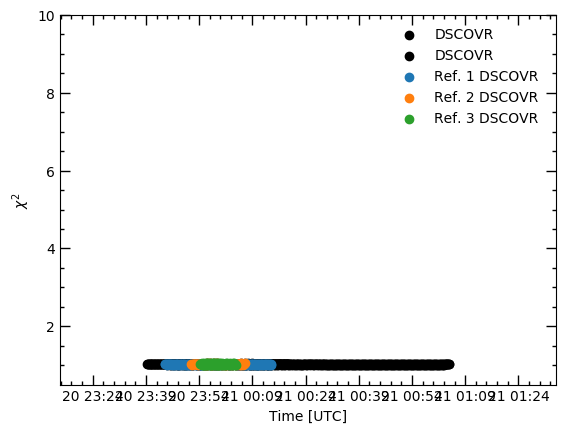 10
8
6
4
2
χ²
DSCOVR
DSCOVR
Ref. 1 DSCOVR
Ref. 2 DSCOVR
Ref. 3 DSCOVR
20 23:24 20 23:39 20 23:54 21 00:09 21 00:24 21 00:39 21 00:54 21 01:09 21 01:24
Time [UTC]